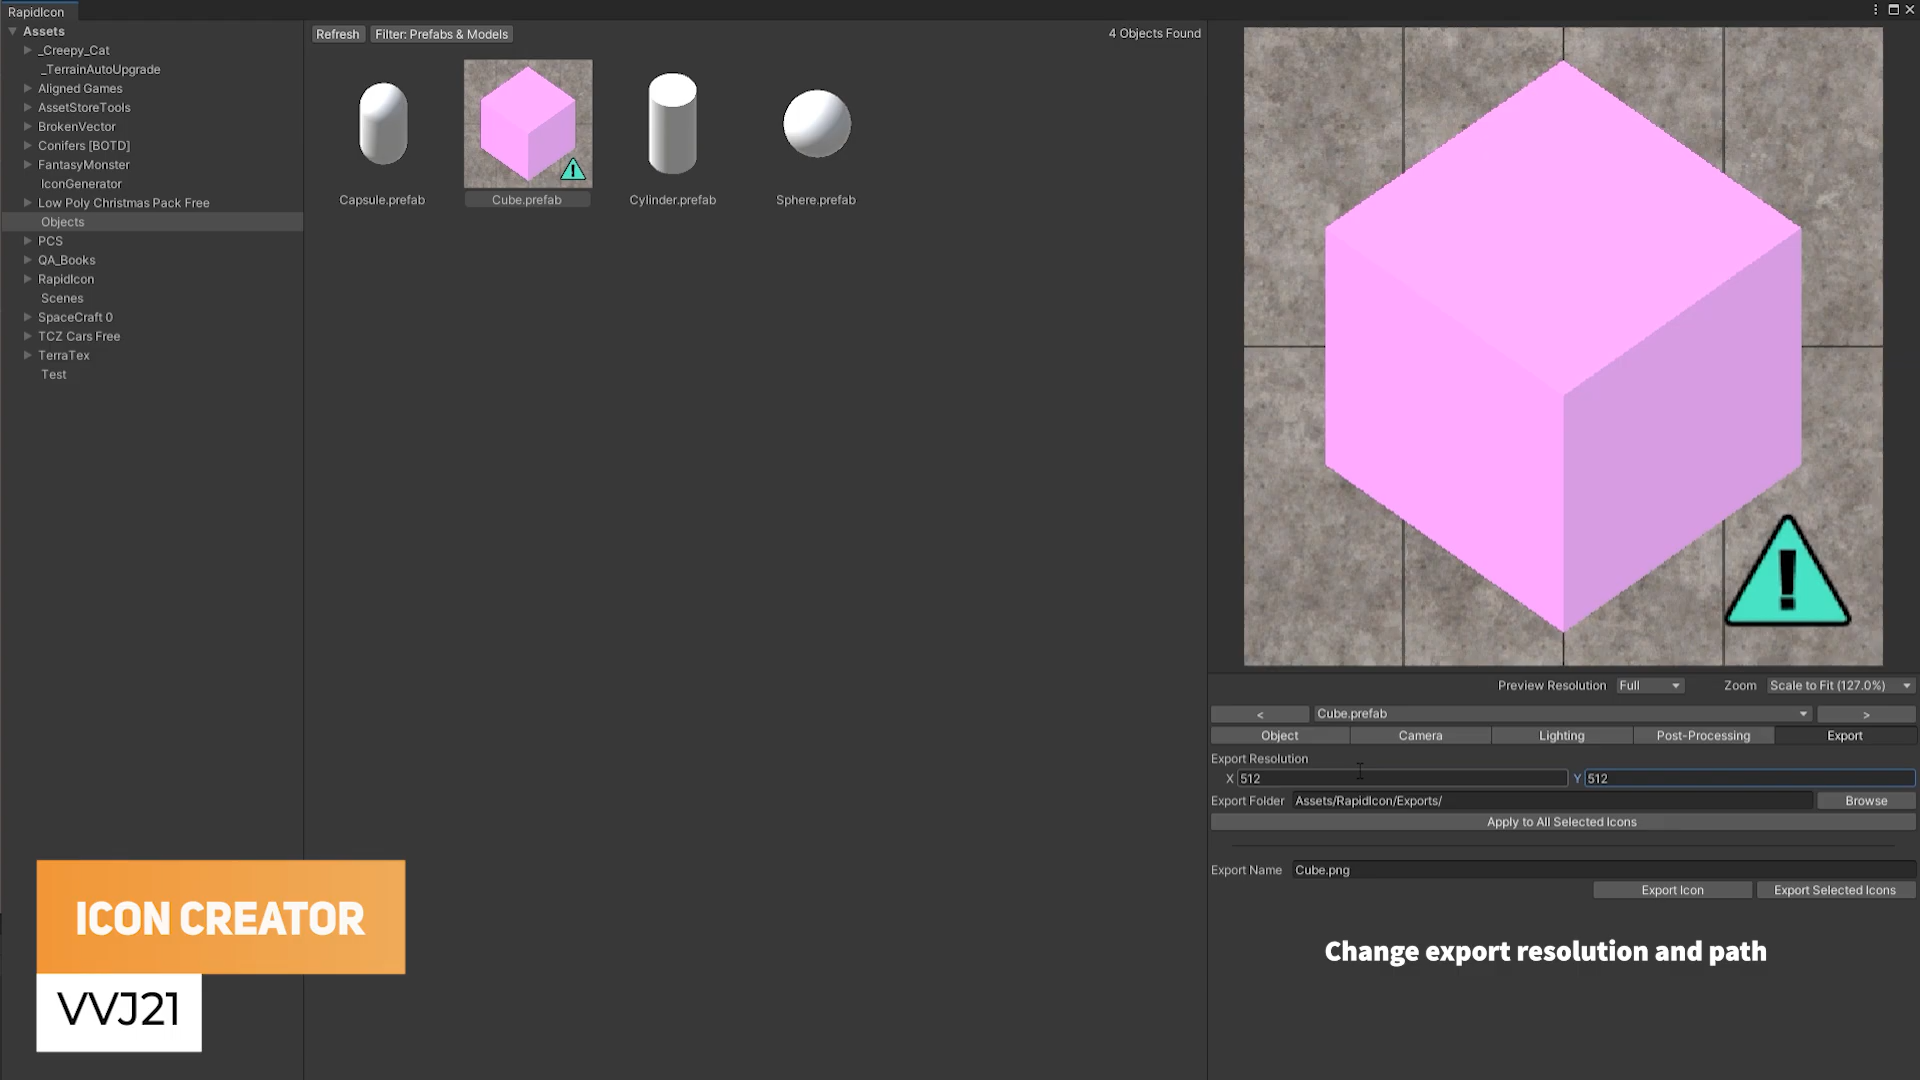 RapidIcon
Assets
_Creepy_Cat
_TerrainAutoUpgrade
Aligned Games
AssetStoreTools
BrokenVector
Conifers [BOTD]
FantasyMonster
IconGenerator
Low Poly Christmas Pack Free
Objects
PCS
QA_Books
RapidIcon
Scenes
SpaceCraft 0
TCZ Cars Free
TerraTex
Test
Refresh
Filter: Prefabs & Models
4 Objects Found
Capsule.prefab
Cube.prefab
Cylinder.prefab
Sphere.prefab
!
!
Preview Resolution Full
Zoom Scale to Fit (127.0%)
< Cube.prefab >
Object Camera Lighting Post-Processing Export
Export Resolution
X 512 Y 512
Export Folder Assets/RapidIcon/Exports/ Browse
Apply to All Selected Icons
Export Name Cube.png
Export Icon Export Selected Icons
Change export resolution and path
ICON CREATOR
VVJ21